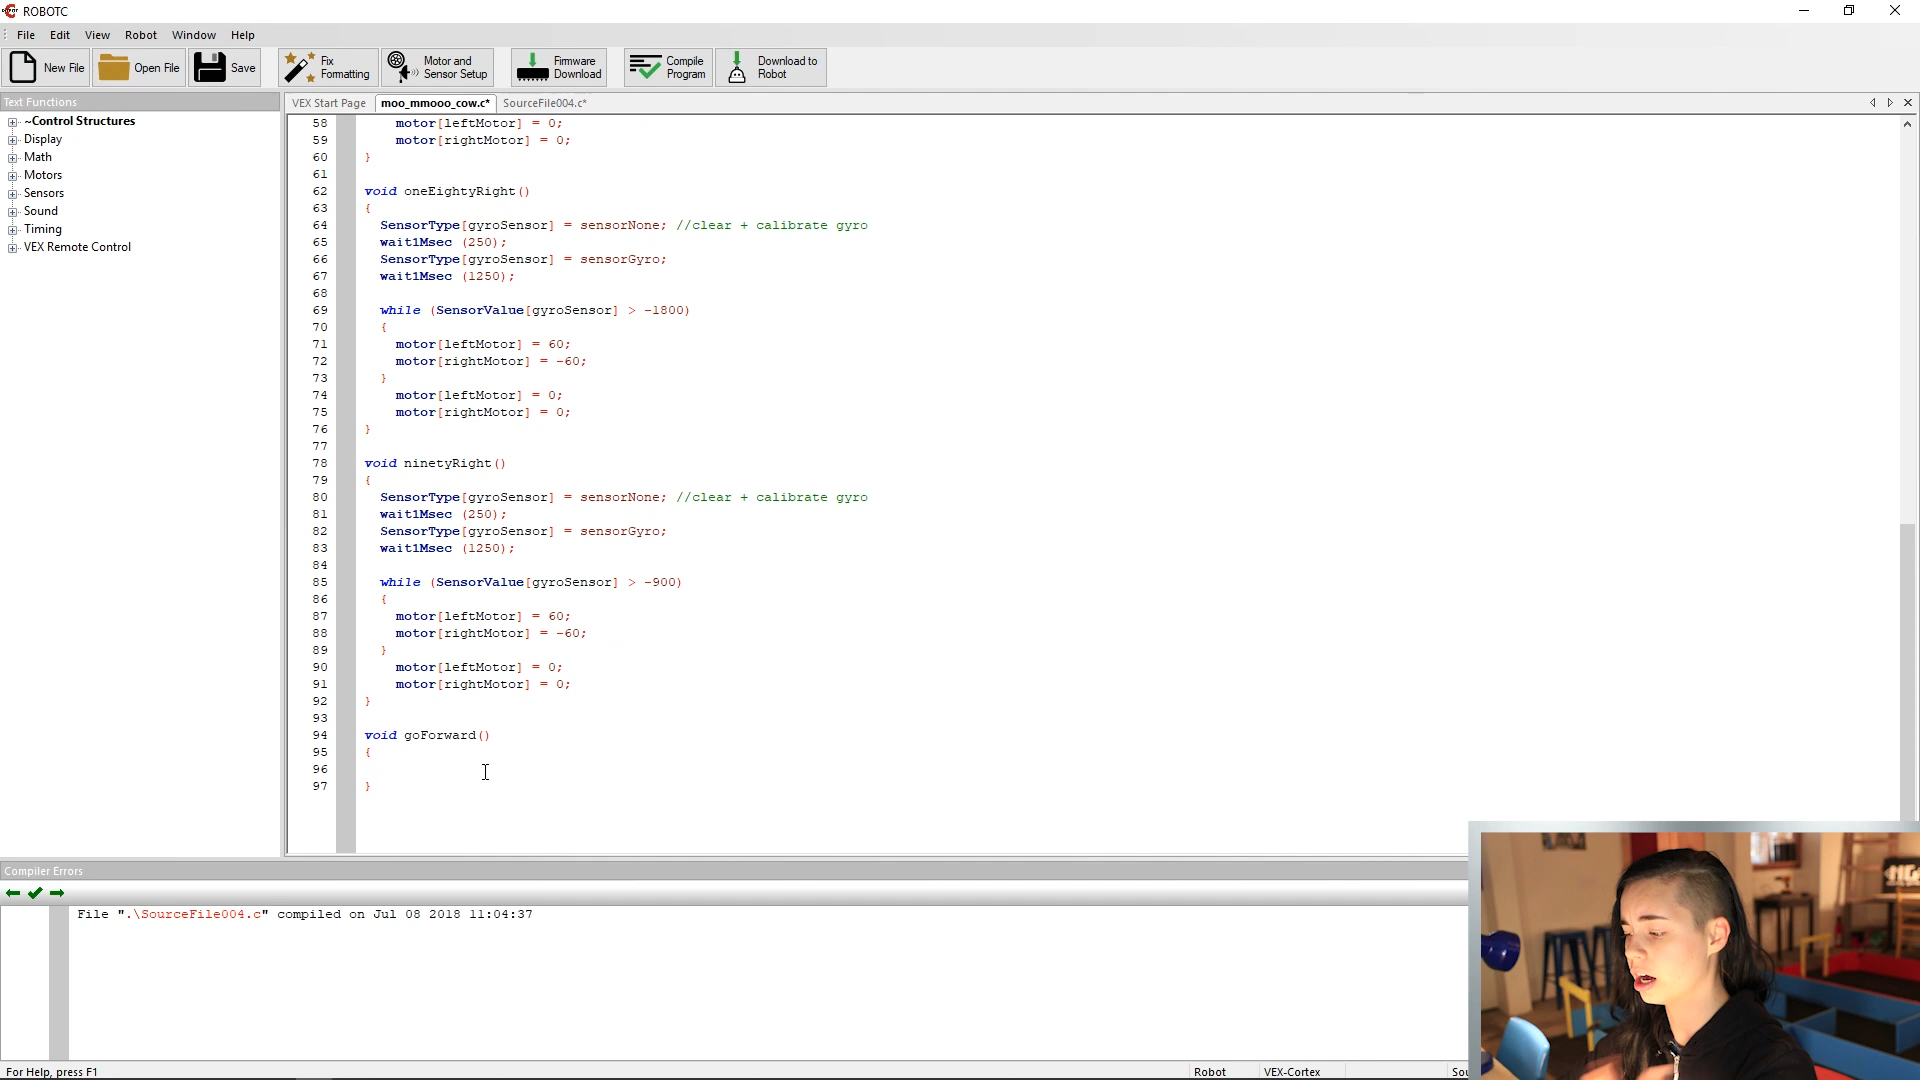 ROBOTC
File Edit View Robot Window Help
New File Open File Save Fix Formatting Motor and Sensor Setup Firmware Download Compile Program Download to Robot
Text Functions
~Control Structures
Display
Math
Motors
Sensors
Sound
Timing
VEX Remote Control
VEX Start Page moo_mmooo_cow.c* SourceFile004.c*
58 motor[leftMotor] = 0;
59 motor[rightMotor] = 0;
60 }
61
62 void oneEightyRight()
63 {
64 SensorType[gyroSensor] = sensorNone; //clear + calibrate gyro
65 wait1Msec (250);
66 SensorType[gyroSensor] = sensorGyro;
67 wait1Msec (1250);
68
69 while (SensorValue[gyroSensor] > -1800)
70 {
71 motor[leftMotor] = 60;
72 motor[rightMotor] = -60;
73 }
74 motor[leftMotor] = 0;
75 motor[rightMotor] = 0;
76 }
77
78 void ninetyRight()
79 {
80 SensorType[gyroSensor] = sensorNone; //clear + calibrate gyro
81 wait1Msec (250);
82 SensorType[gyroSensor] = sensorGyro;
83 wait1Msec (1250);
84
85 while (SensorValue[gyroSensor] > -900)
86 {
87 motor[leftMotor] = 60;
88 motor[rightMotor] = -60;
89 }
90 motor[leftMotor] = 0;
91 motor[rightMotor] = 0;
92 }
93
94 void goForward()
95 {
96
97 }
Compiler Errors
File ".\SourceFile004.c" compiled on Jul 08 2018 11:04:37
For Help, press F1 Robot VEX-Cortex